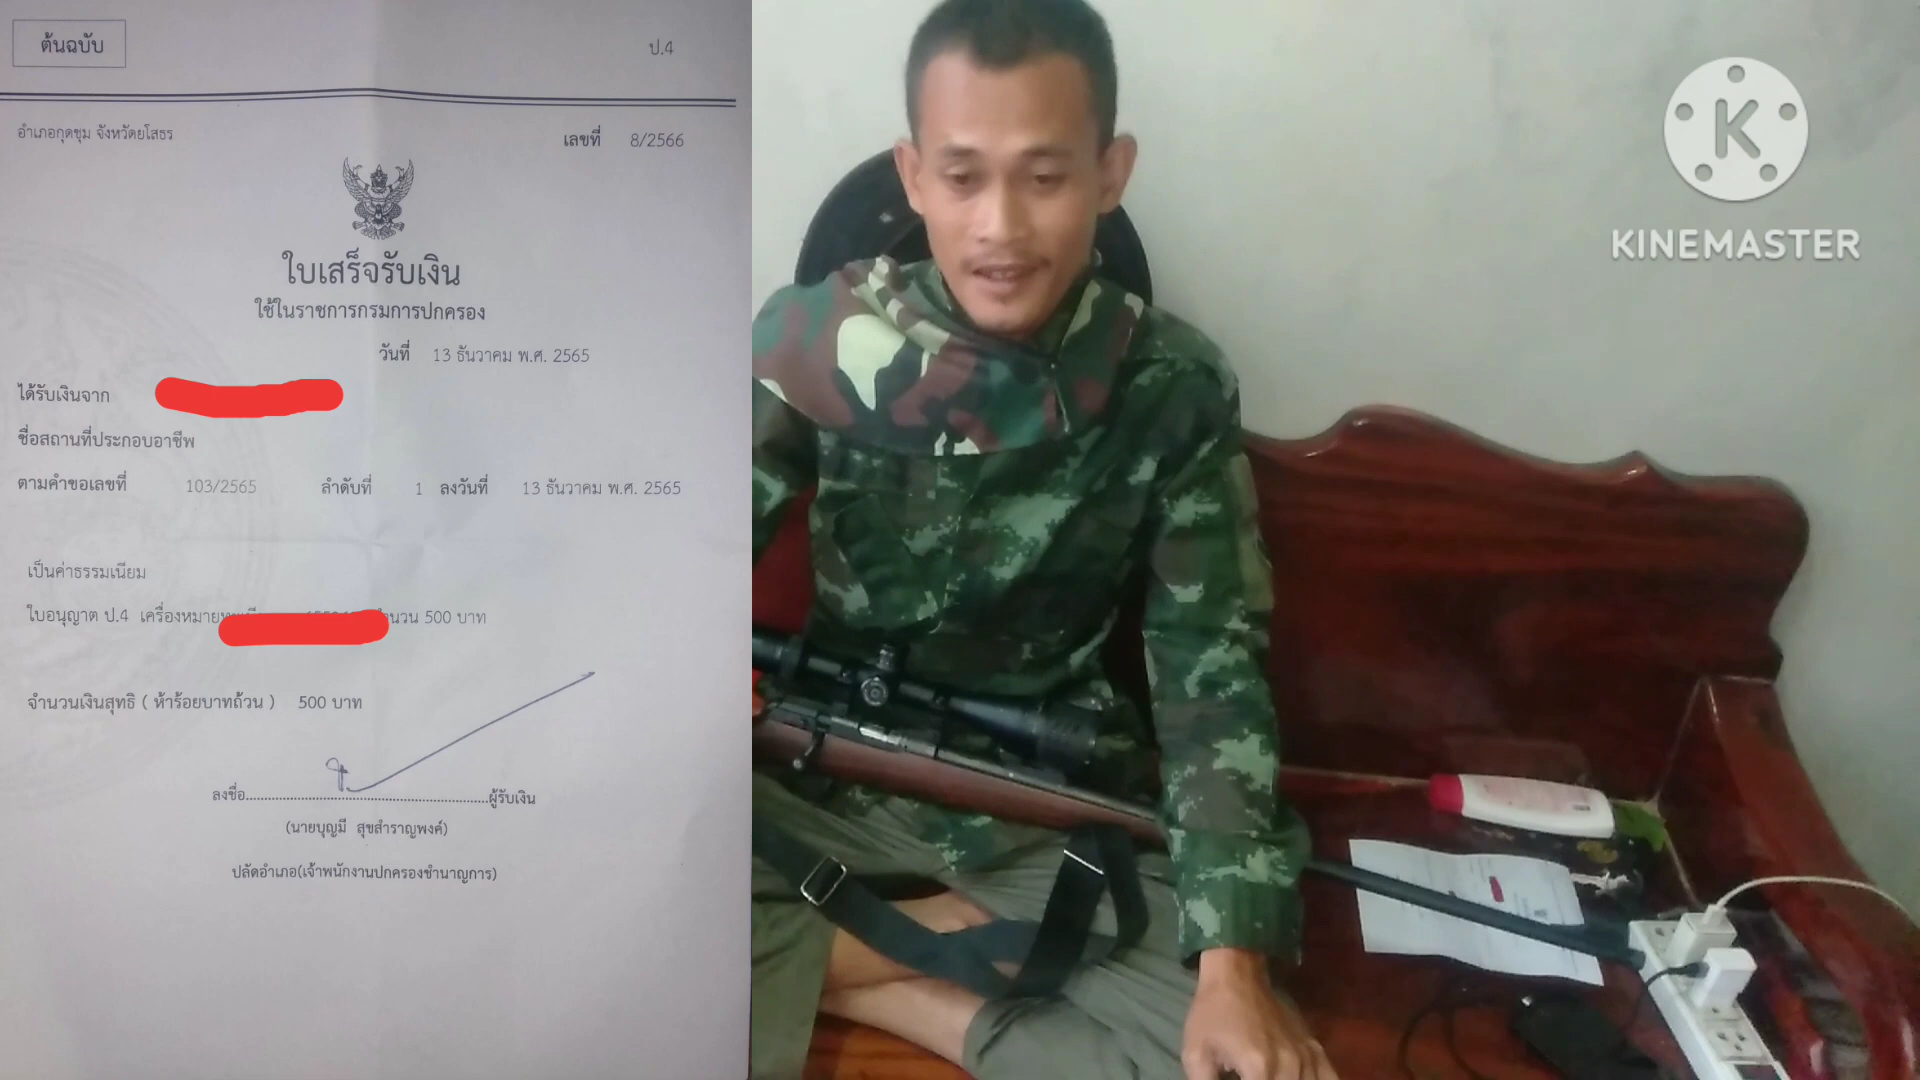 ต้นฉบับ
ป.4
อำเภอกุดชุม จังหวัดยโสธร
เลขที่ 8/2566
ใบเสร็จรับเงิน
ใช้ในราชการกรมการปกครอง
วันที่ 13 ธันวาคม พ.ศ. 2565
ได้รับเงินจาก
ชื่อสถานที่ประกอบอาชีพ
ตามคำขอเลขที่ 103/2565 ลำดับที่ 1 ลงวันที่ 13 ธันวาคม พ.ศ. 2565
เป็นค่าธรรมเนียม
ใบอนุญาต ป.4 เครื่องหมาย 500 บาท
จำนวนเงินสุทธิ ( ห้าร้อยบาทถ้วน ) 500 บาท
ลงชื่อ............................................................ผู้รับเงิน
(นายบุญมี สุขสำราญพงค์)
ปลัดอำเภอ(เจ้าพนักงานปกครองชำนาญการ)
K
KINEMASTER